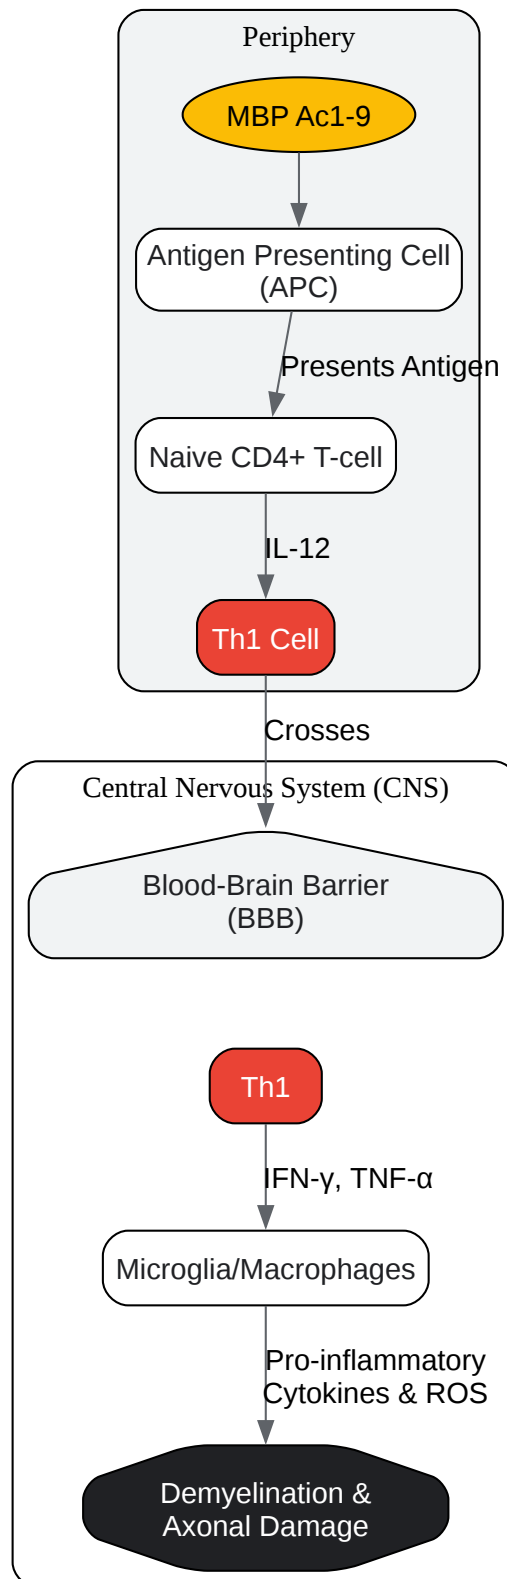 Periphery
MBP Ac1-9
Antigen Presenting Cell
(APC)
Presents Antigen
Naive CD4+ T-cell
IL-12
Th1 Cell
Crosses
Central Nervous System (CNS)
Blood-Brain Barrier
(BBB)
Th1
IFN-γ, TNF-α
Microglia/Macrophages
Pro-inflammatory
Cytokines & ROS
Demyelination &
Axonal Damage